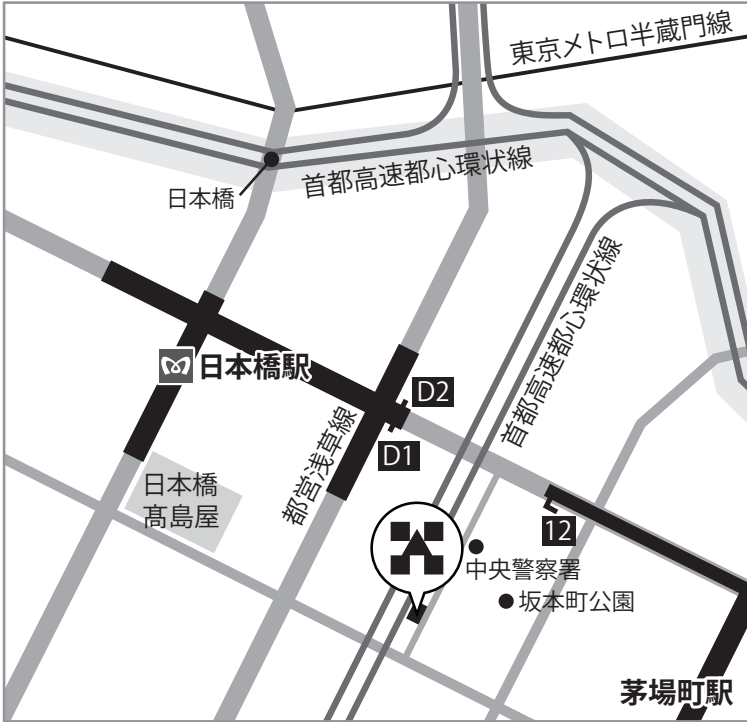 東京メトロ半蔵門線
首都高速都心環状線
日本橋
首都高速都心環状線
日本橋駅
D2
都営浅草線
D1
日本橋
髙島屋
12
中央警察署
坂本町公園
茅場町駅